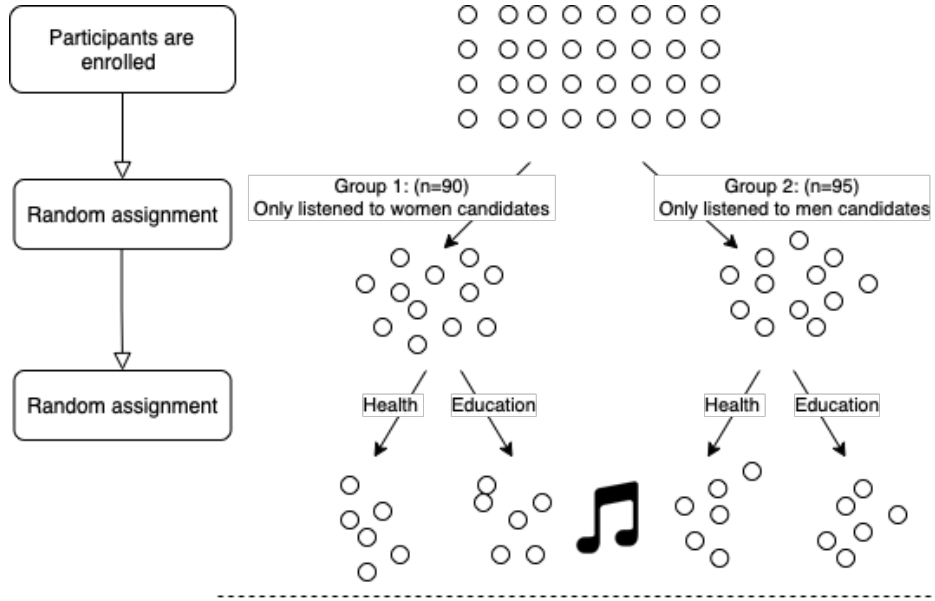 Participants are
enrolled
Random assignment
Group 1: (n=90)
Only listened to women candidates
Group 2: (n=95)
Only listened to men candidates
Random assignment
Health
Education
Health
Education